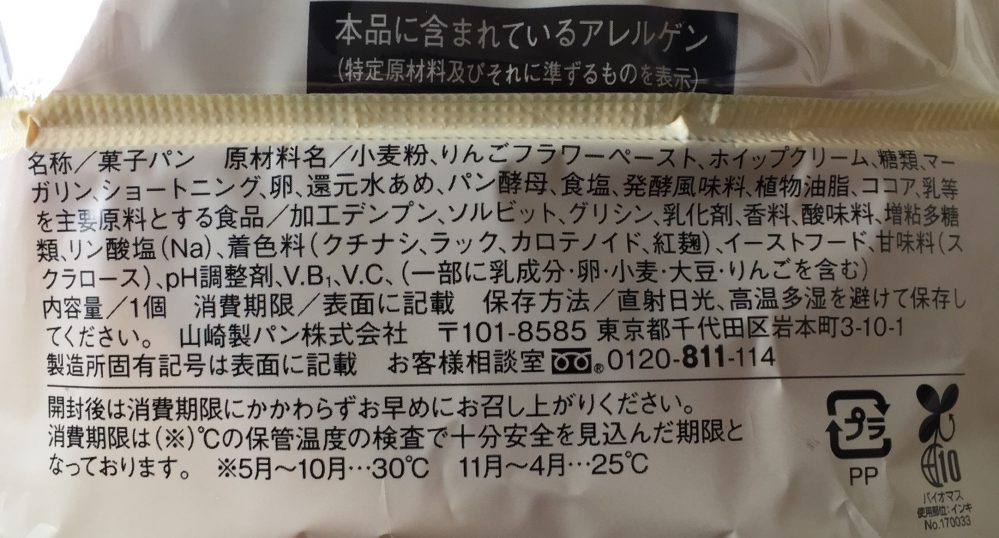 本品に含まれているアレルゲン
(特定原材料及びそれに準ずるものを表示)
名称／菓子パン　原材料名／小麦粉、りんごフラワーペースト、ホイップクリーム、糖類、マー
ガリン、ショートニング、卵、還元水あめ、パン酵母、食塩、発酵風味料、植物油脂、ココア、乳等
を主要原料とする食品／加工デンプン、ソルビット、グリシン、乳化剤、香料、酸味料、増粘多糖
類、リン酸塩(Na)、着色料(クチナシ、ラック、カロテノイド、紅麹)、イーストフード、甘味料(ス
クラロース)、pH調整剤、V.B₁、V.C、(一部に乳成分・卵・小麦・大豆・りんごを含む)
内容量／1個　消費期限／表面に記載　保存方法／直射日光、高温多湿を避けて保存し
てください。　山崎製パン株式会社　〒101-8585 東京都千代田区岩本町3-10-1
製造所固有記号は表面に記載　お客様相談室 ® 0120-811-114
開封後は消費期限にかかわらずお早めにお召し上がりください。
消費期限は(※)℃の保管温度の検査で十分安全を見込んだ期限と
なっております。　※5月〜10月…30℃　11月〜4月…25℃
プラ
PP
バイオマス
使用部位：インキ
No.170033